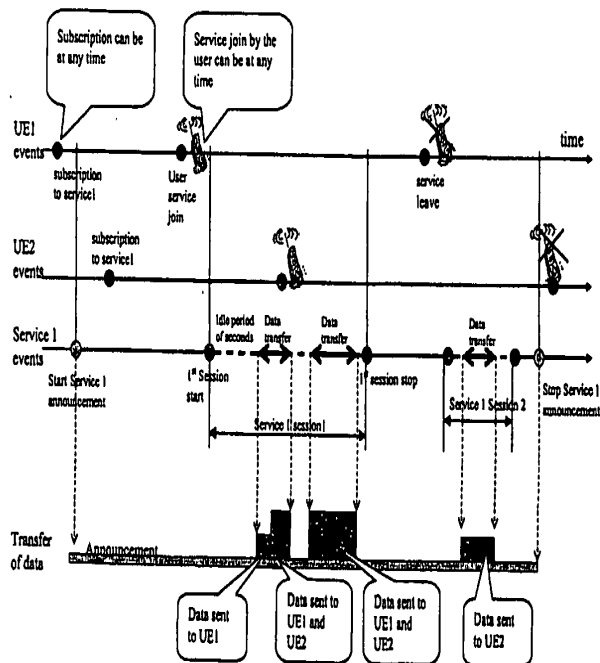 Subscription can be
at any time
Service join by the
user can be at any
time
UE1
events
time
subscription
to service1
User
service
join
service
leave
UE2
events
subscription
to service1
Service 1
events
Idle period
of seconds
Data
transfer
Data
transfer
Data
transfer
Start Service 1
announcement
1st Session
start
1st session stop
Stop Service 1
announcement
Service 1 session1
Service 1 Session 2
Transfer
of data
Announcement
Data sent
to UE1
Data sent to
UE1 and
UE2
Data sent to
UE1 and
UE2
Data sent
to UE2